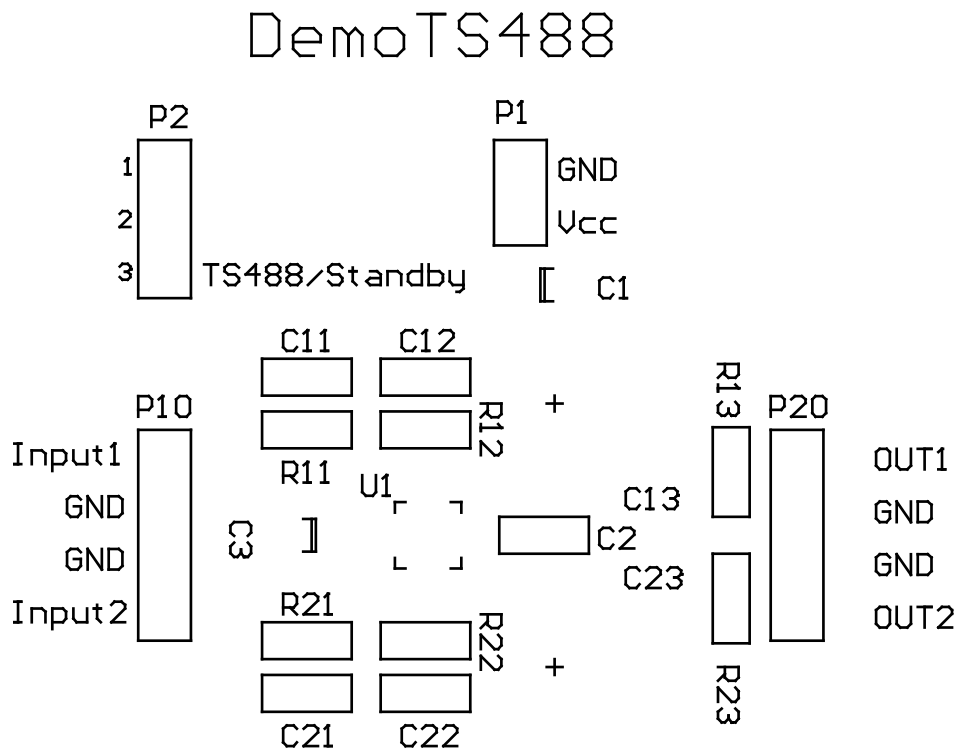 DemoTS488
P2
P1
1
GND
2
Vcc
3
TS488/Standby
C1
C11
C12
R13
P10
R12
P20
Input1
R11
U1
OUT1
C13
GND
GND
C3
C2
GND
C23
GND
Input2
R21
R22
OUT2
R23
C21
C22